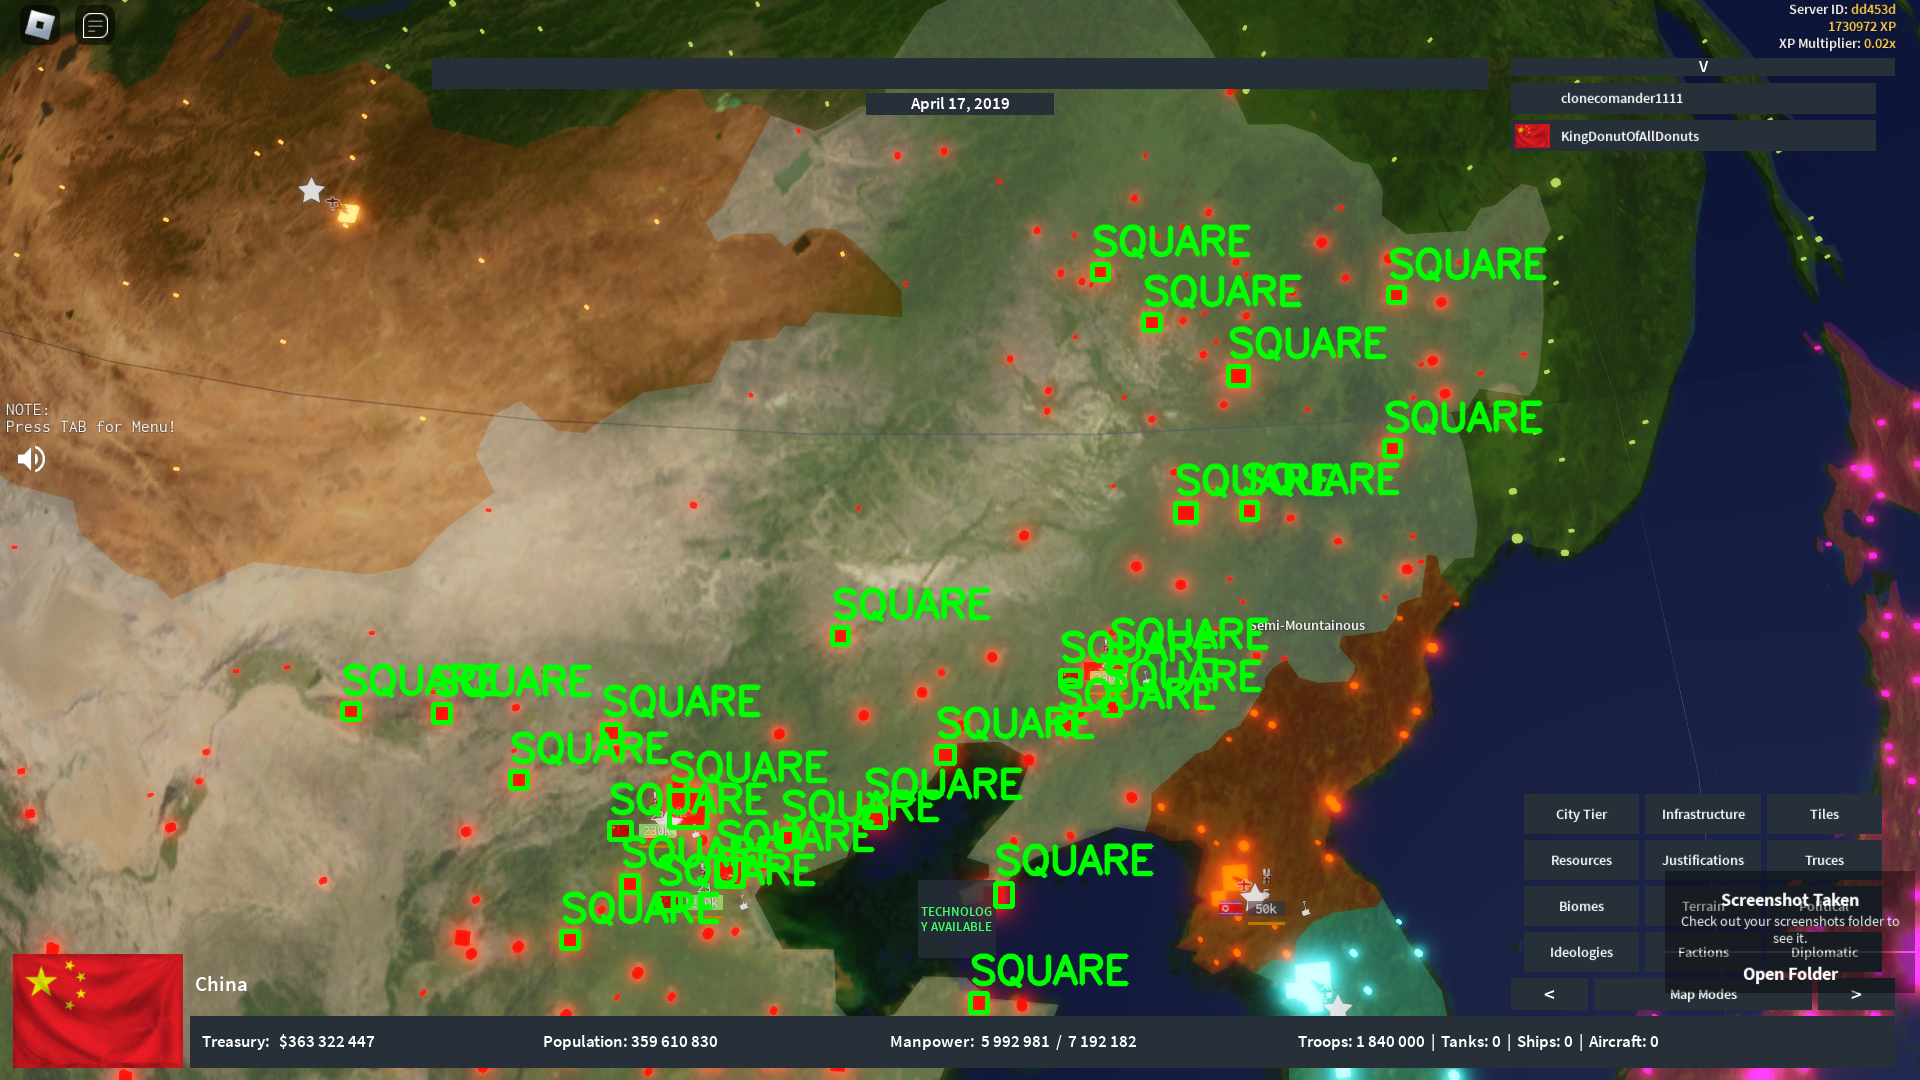 Server ID: dd453d
1730972 XP
XP Multiplier: 0.02x
V
April 17, 2019
clonecomander1111
KingDonutOfAllDonuts
SQUARE
SQUARE
SQUARE
SQUARE
NOTE:
Press TAB for Menu!
SQUARE
SQUARE
SQUARE
SQUARE
Semi-Mountainous
SQUARE
SQUARE
SQUARE
SQUARE
SQUARE
SQUARE
SQUARE
SQUARE
SQUARE
SQUARE
SQUARE
SQUARE
SQUARE
SQUARE
230k
SQUARE
SQUARE
SQUARE
SQUARE
SQUARE
50k
TECHNOLOG
Y AVAILABLE
SQUARE
City Tier
Infrastructure
Tiles
Resources
Justifications
Truces
Biomes
Terrain
Political
Ideologies
Factions
Diplomatic
Screenshot Taken
Check out your screenshots folder to
see it.
Open Folder
<
Map Modes
>
China
Treasury: $363 322 447
Population: 359 610 830
Manpower: 5 992 981 / 7 192 182
Troops: 1 840 000 | Tanks: 0 | Ships: 0 | Aircraft: 0